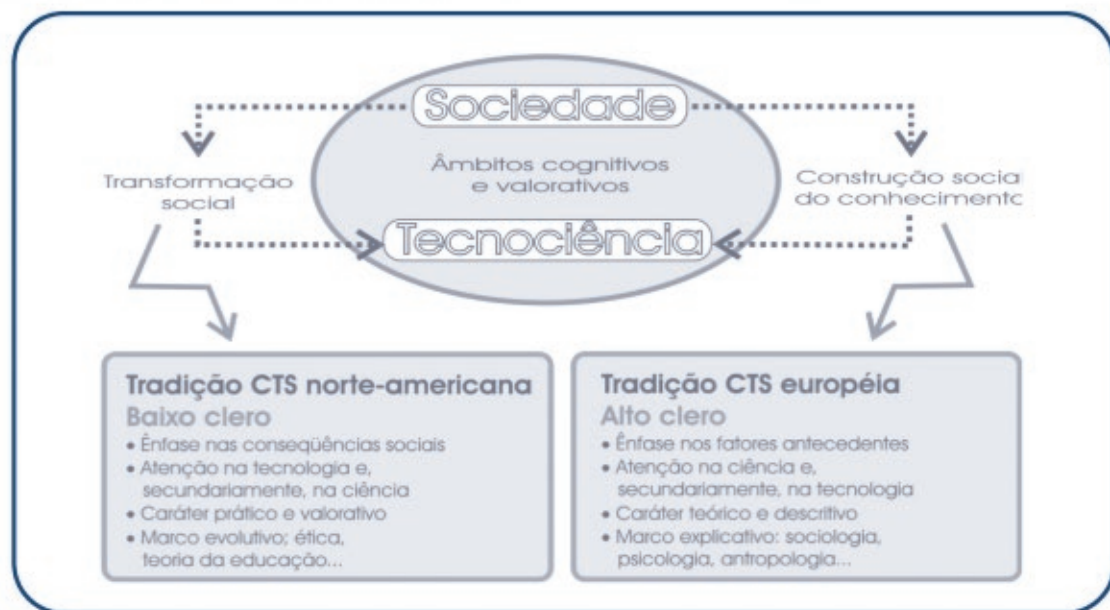 Sociedade
Âmbitos cognitivos
e valorativos
Tecnociência
Transformação
social
Construção social
do conhecimento
Tradição CTS norte-americana
Baixo clero
• Ênfase nas conseqüências sociais
• Atenção na tecnologia e,
secundariamente, na ciência
• Caráter prático e valorativo
• Marco evolutivo; ética,
teoria da educação...
Tradição CTS européia
Alto clero
• Ênfase nos fatores antecedentes
• Atenção na ciência e,
secundariamente, na tecnologia
• Caráter teórico e descritivo
• Marco explicativo: sociologia,
psicologia, antropologia...